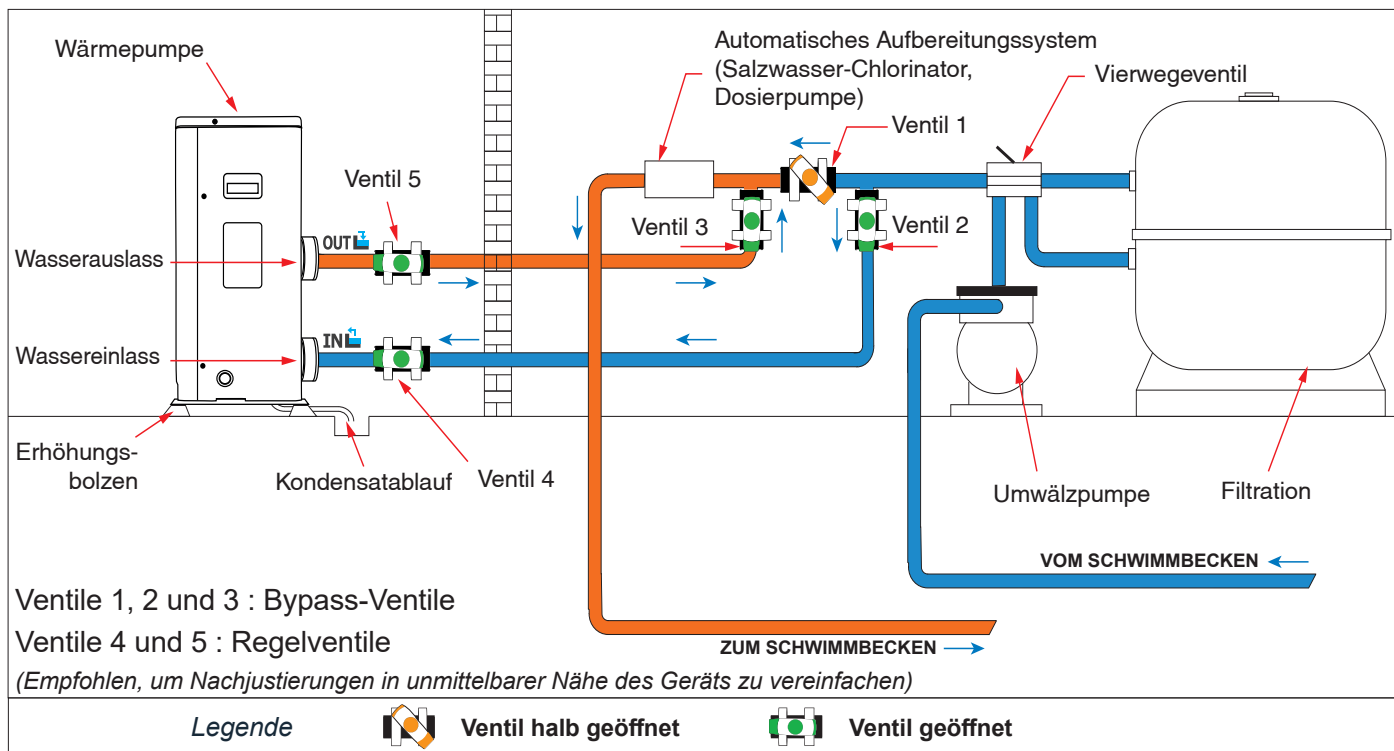 Wärmepumpe
Automatisches Aufbereitungssystem
(Salzwasser-Chlorinator,
Dosierpumpe)
Vierwegeventil
Ventil 1
Ventil 5
Ventil 3
Ventil 2
OUT
Wasserauslass
IN
Wassereinlass
Erhöhungs-
bolzen
Kondensatablauf
Ventil 4
Umwälzpumpe
Filtration
VOM SCHWIMMBECKEN
ZUM SCHWIMMBECKEN
Ventile 1, 2 und 3 : Bypass-Ventile
Ventile 4 und 5 : Regelventile
(Empfohlen, um Nachjustierungen in unmittelbarer Nähe des Geräts zu vereinfachen)
Legende
Ventil halb geöffnet
Ventil geöffnet